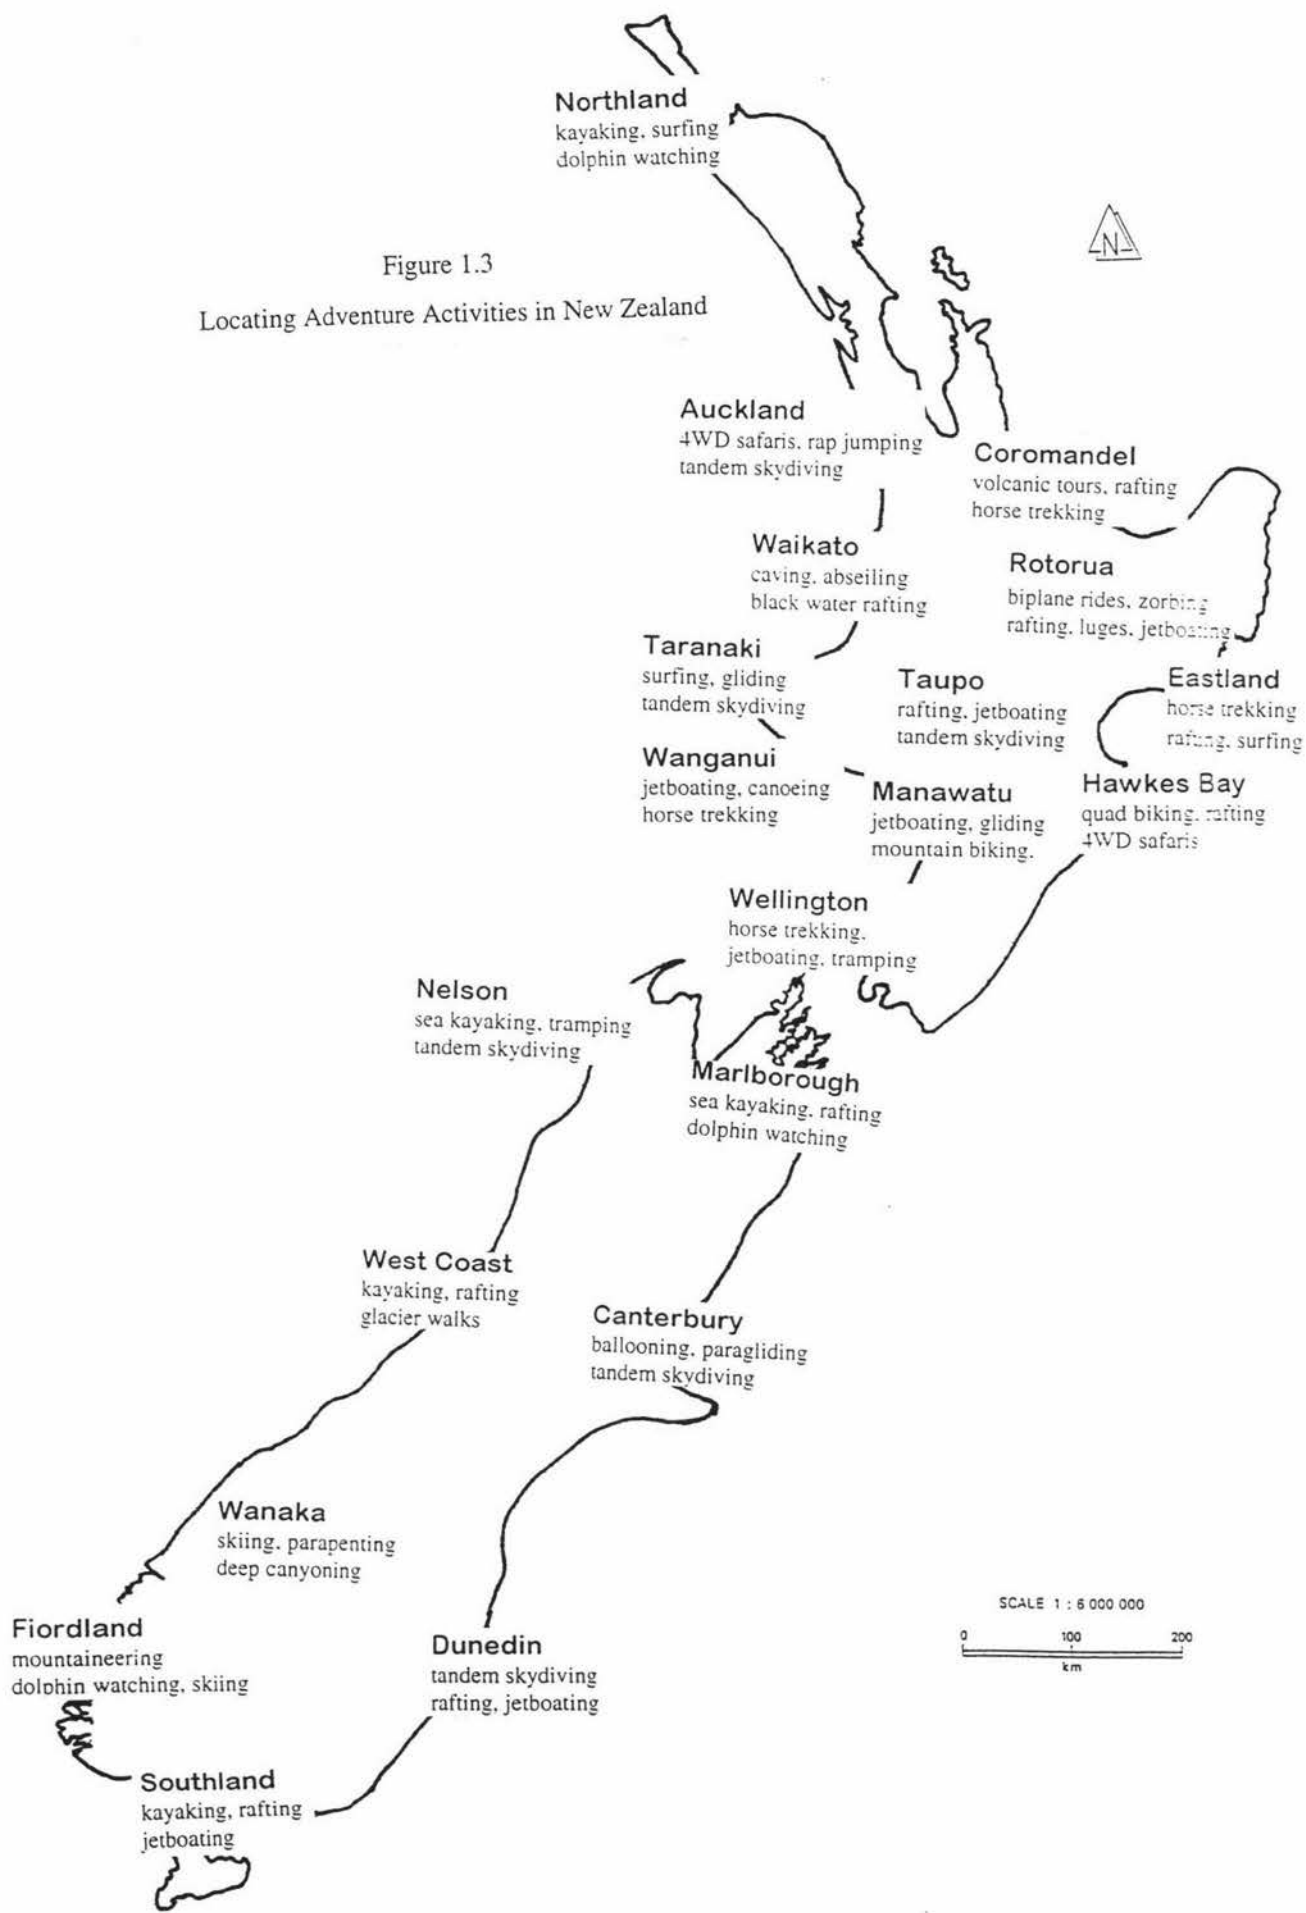 Northland
kayaking, surfing
dolphin watching
N
Figure 1.3
Locating Adventure Activities in New Zealand
Auckland
4WD safaris, rap jumping
tandem skydiving
Coromandel
volcanic tours, rafting
horse trekking
Waikato
caving, abseiling
black water rafting
Rotorua
biplane rides, zorbing
rafting, luges, jetboating
Taranaki
surfing, gliding
tandem skydiving
Taupo
rafting, jetboating
tandem skydiving
Eastland
horse trekking
rafting, surfing
Wanganui
jetboating, canoeing
horse trekking
Manawatu
jetboating, gliding
mountain biking.
Hawkes Bay
quad biking, rafting
4WD safaris
Wellington
horse trekking,
jetboating, tramping
Nelson
sea kayaking, tramping
tandem skydiving
Marlborough
sea kayaking, rafting
dolphin watching
West Coast
kayaking, rafting
glacier walks
Canterbury
ballooning, paragliding
tandem skydiving
Wanaka
skiing, parapenting
deep canyoning
Fiordland
mountaineering
dolphin watching, skiing
Dunedin
tandem skydiving
rafting, jetboating
SCALE 1 : 6 000 000
0 100 200
km
Southland
kayaking, rafting
jetboating